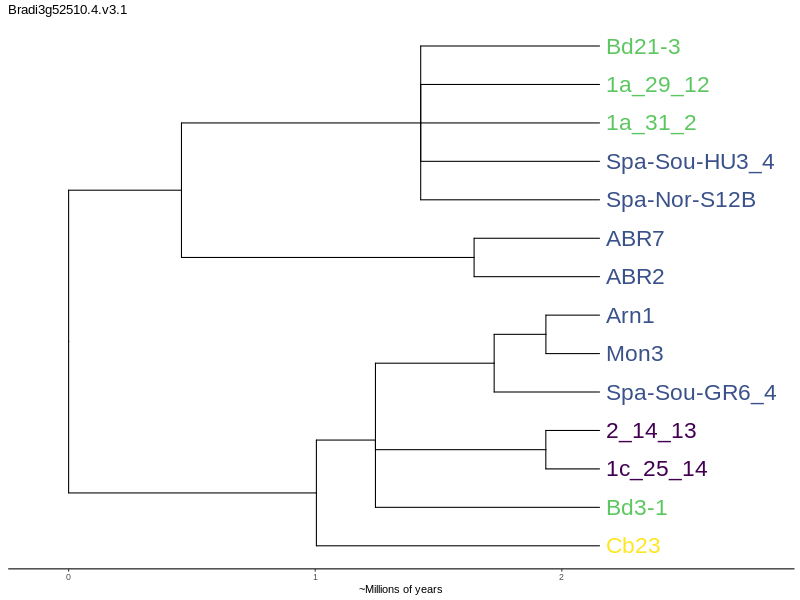 Bradi3g52510.4.v3.1
Bd21-3
1a_29_12
1a_31_2
Spa-Sou-HU3_4
Spa-Nor-S12B
ABR7
ABR2
Arn1
Mon3
Spa-Sou-GR6_4
2_14_13
1c_25_14
Bd3-1
Cb23
0 1 2
~Millions of years